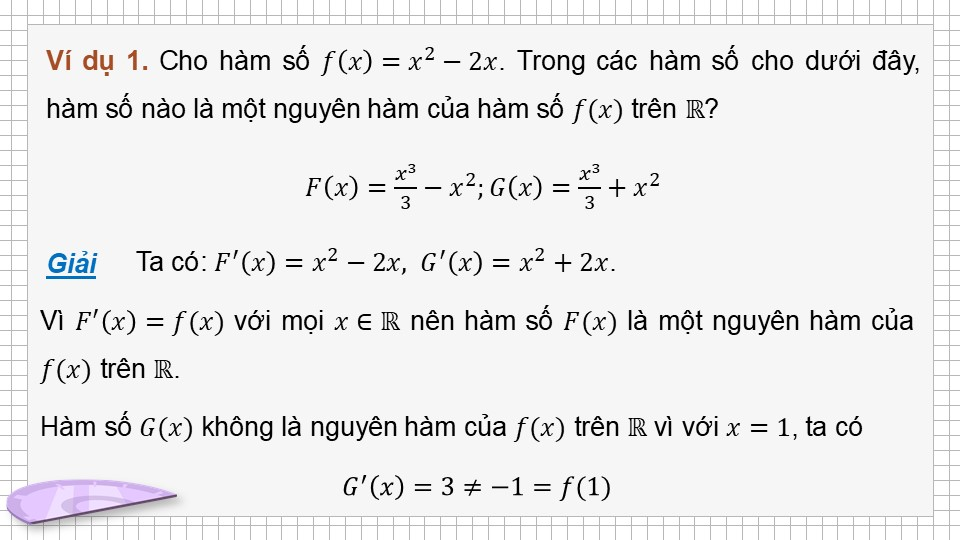 Ví dụ 1. Cho hàm số f(x) = x² − 2x. Trong các hàm số cho dưới đây,
hàm số nào là một nguyên hàm của hàm số f(x) trên ℝ?
F(x) = x³/3 − x²; G(x) = x³/3 + x²
Giải Ta có: F′(x) = x² − 2x, G′(x) = x² + 2x.
Vì F′(x) = f(x) với mọi x ∈ ℝ nên hàm số F(x) là một nguyên hàm của
f(x) trên ℝ.
Hàm số G(x) không là nguyên hàm của f(x) trên ℝ vì với x = 1, ta có
G′(x) = 3 ≠ −1 = f(1)